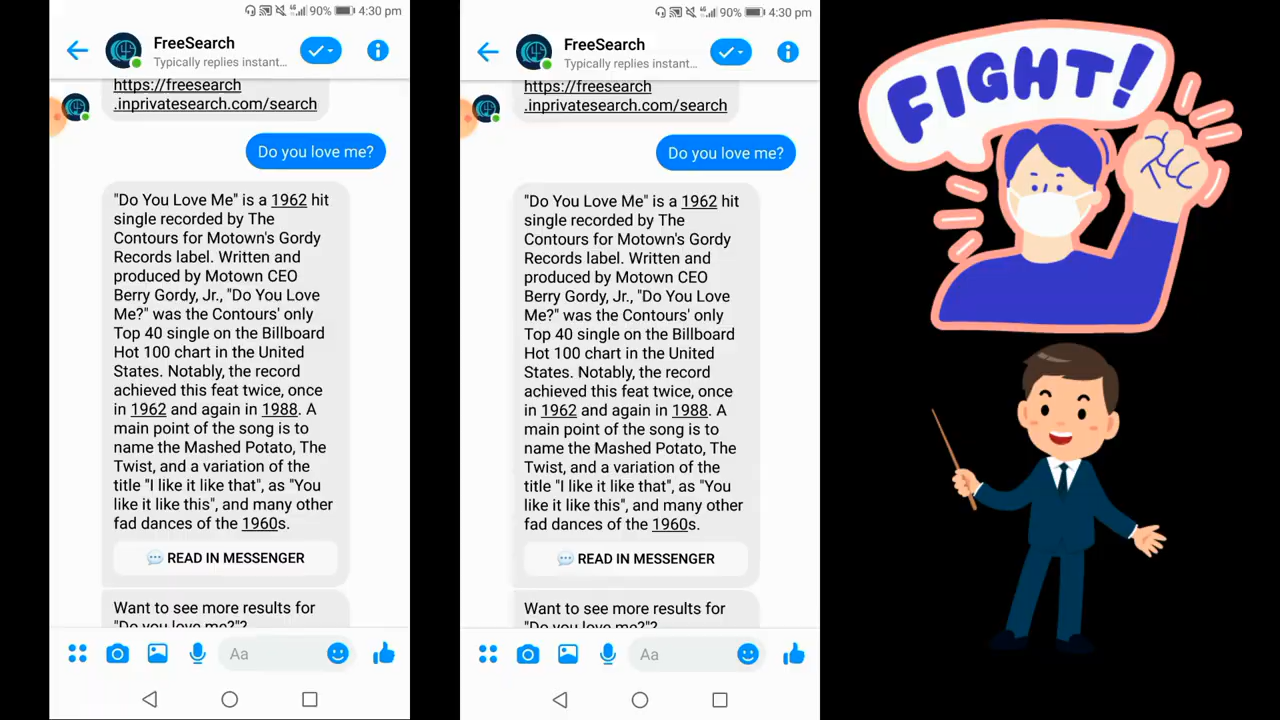 90% 4:30 pm
FreeSearch
Typically replies instant...
https://freesearch
.inprivatesearch.com/search
Do you love me?
"Do You Love Me" is a 1962 hit
single recorded by The
Contours for Motown's Gordy
Records label. Written and
produced by Motown CEO
Berry Gordy, Jr., "Do You Love
Me?" was the Contours' only
Top 40 single on the Billboard
Hot 100 chart in the United
States. Notably, the record
achieved this feat twice, once
in 1962 and again in 1988. A
main point of the song is to
name the Mashed Potato, The
Twist, and a variation of the
title "I like it like that", as "You
like it like this", and many other
fad dances of the 1960s.
READ IN MESSENGER
Want to see more results for
"Do you love me?"?
Aa
90% 4:30 pm
FreeSearch
Typically replies instant...
https://freesearch
.inprivatesearch.com/search
Do you love me?
"Do You Love Me" is a 1962 hit
single recorded by The
Contours for Motown's Gordy
Records label. Written and
produced by Motown CEO
Berry Gordy, Jr., "Do You Love
Me?" was the Contours' only
Top 40 single on the Billboard
Hot 100 chart in the United
States. Notably, the record
achieved this feat twice, once
in 1962 and again in 1988. A
main point of the song is to
name the Mashed Potato, The
Twist, and a variation of the
title "I like it like that", as "You
like it like this", and many other
fad dances of the 1960s.
READ IN MESSENGER
Want to see more results for
"Do you love me?"?
Aa
FIGHT!